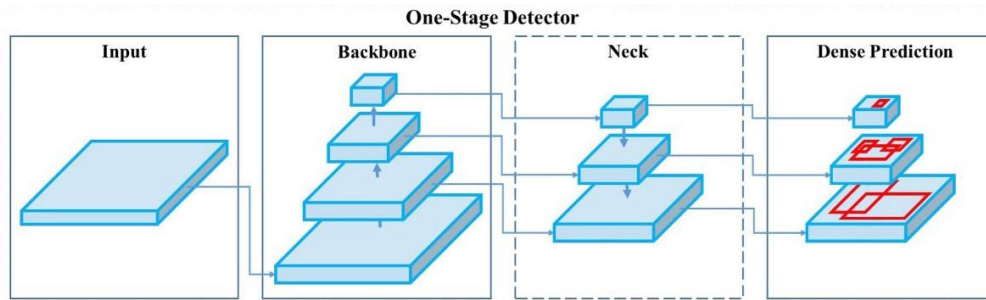 One-Stage Detector
Input
Backbone
Neck
Dense Prediction